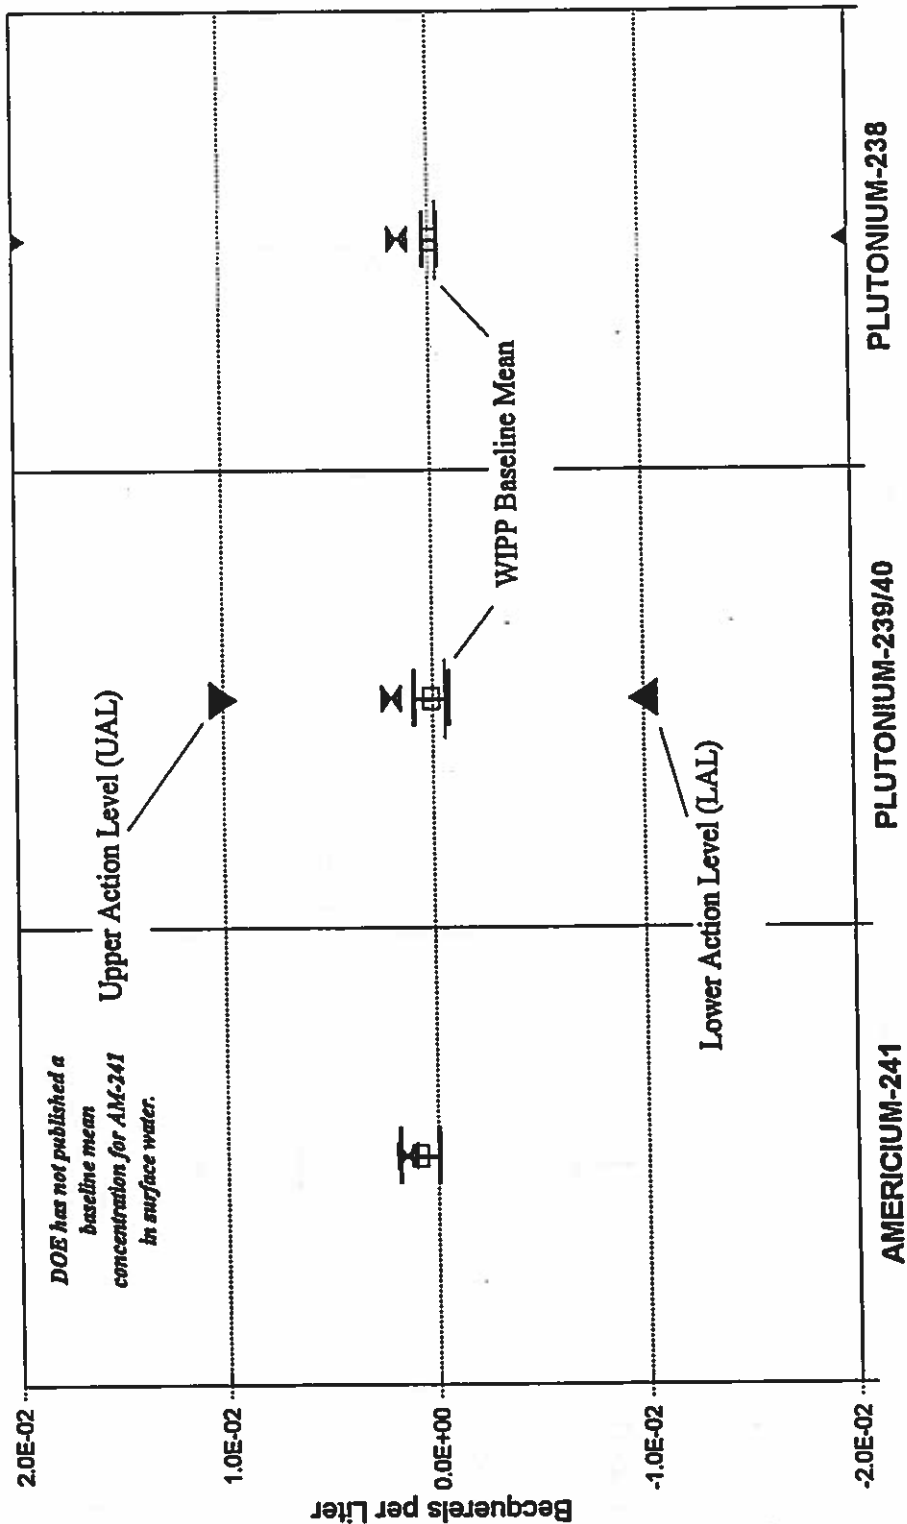 DOE has not published a
baseline mean
concentration for AM-241
in surface water.
Upper Action Level (UAL)
WIPP Baseline Mean
Lower Action Level (LAL)
2.0E-02
1.0E-02
0.0E+00
-1.0E-02
-2.0E-02
Becquerels per Liter
AMERICIUM-241
PLUTONIUM-239/40
PLUTONIUM-238